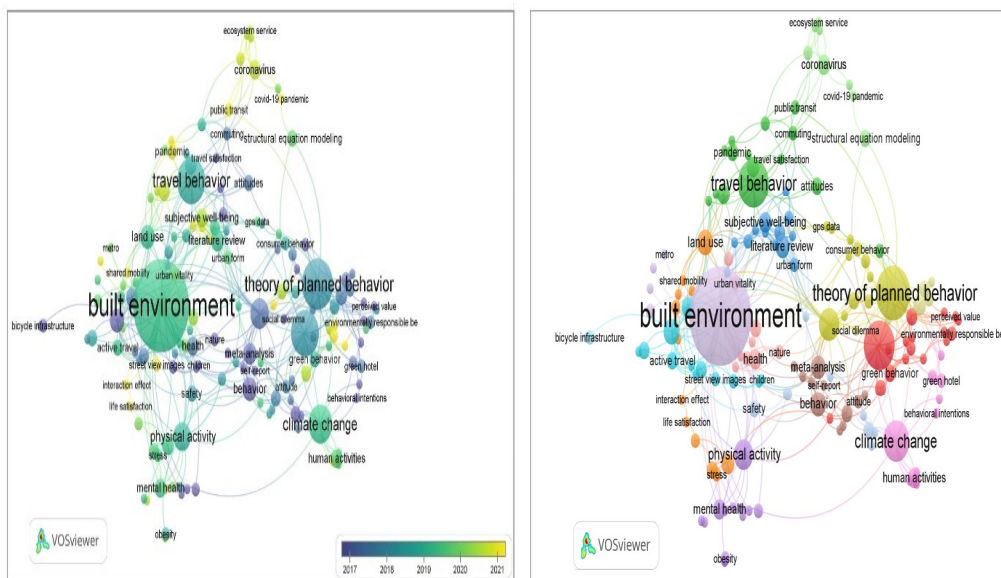 ecosystem service
coronavirus
covid-19 pandemic
public transit
commuting
structural equation modeling
pandemic
travel satisfaction
travel behavior
attitudes
subjective well-being
gps data
land use
literature review
consumer behavior
metro
urban form
shared mobility
urban vitality
theory of planned behavior
built environment
perceived value
social dilemma
environmentally responsible be
bicycle infrastructure
nature
active travel
health
meta-analysis
green behavior
street view images
children
self-report
green hotel
interaction effect
behavior
attitude
behavioral intentions
life satisfaction
safety
climate change
physical activity
stress
human activities
mental health
obesity
VOSviewer
2017 2018 2019 2020 2021
ecosystem service
coronavirus
covid-19 pandemic
public transit
commuting
structural equation modeling
pandemic
travel satisfaction
travel behavior
attitudes
subjective well-being
gps data
land use
literature review
consumer behavior
metro
urban form
shared mobility
urban vitality
theory of planned behavior
built environment
perceived value
social dilemma
environmentally responsible be
bicycle infrastructure
nature
active travel
health
meta-analysis
green behavior
street view images
children
self-report
green hotel
interaction effect
behavior
attitude
behavioral intentions
life satisfaction
safety
climate change
physical activity
stress
human activities
mental health
obesity
VOSviewer